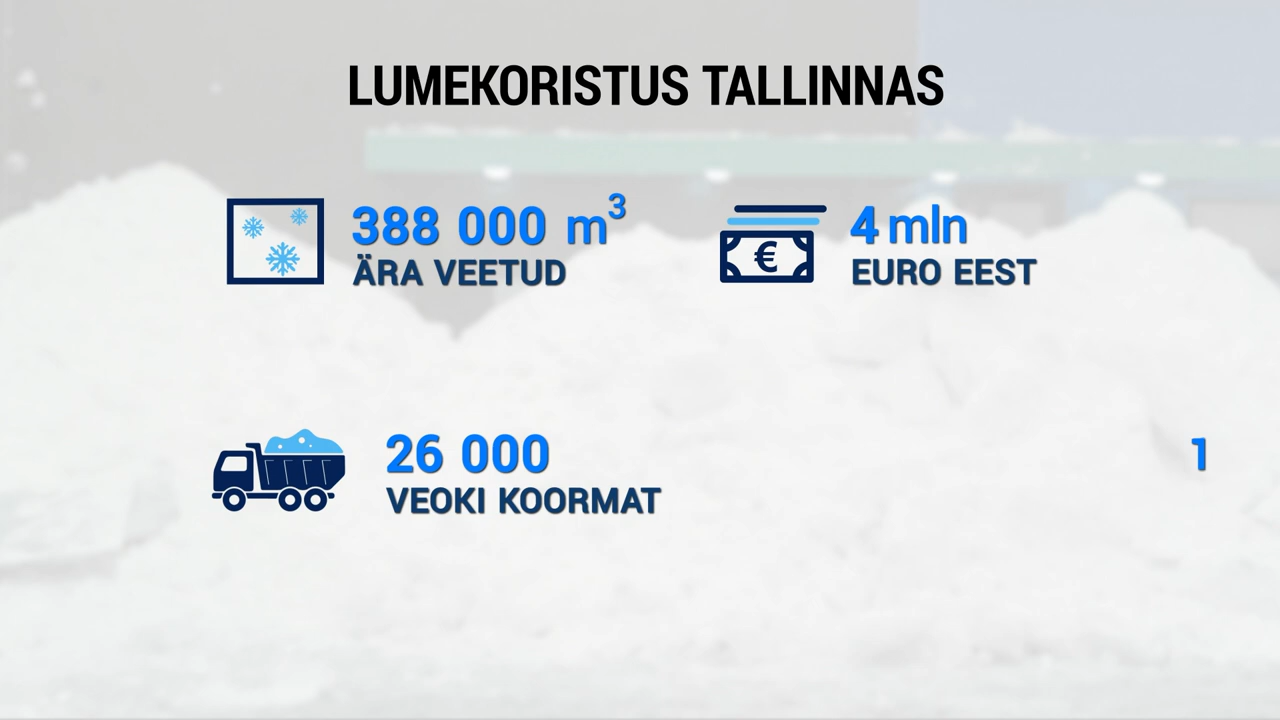 LUMEKORISTUS TALLINNAS
388 000 m³
ÄRA VEETUD
4 mln
EURO EEST
26 000
VEOKI KOORMAT
1